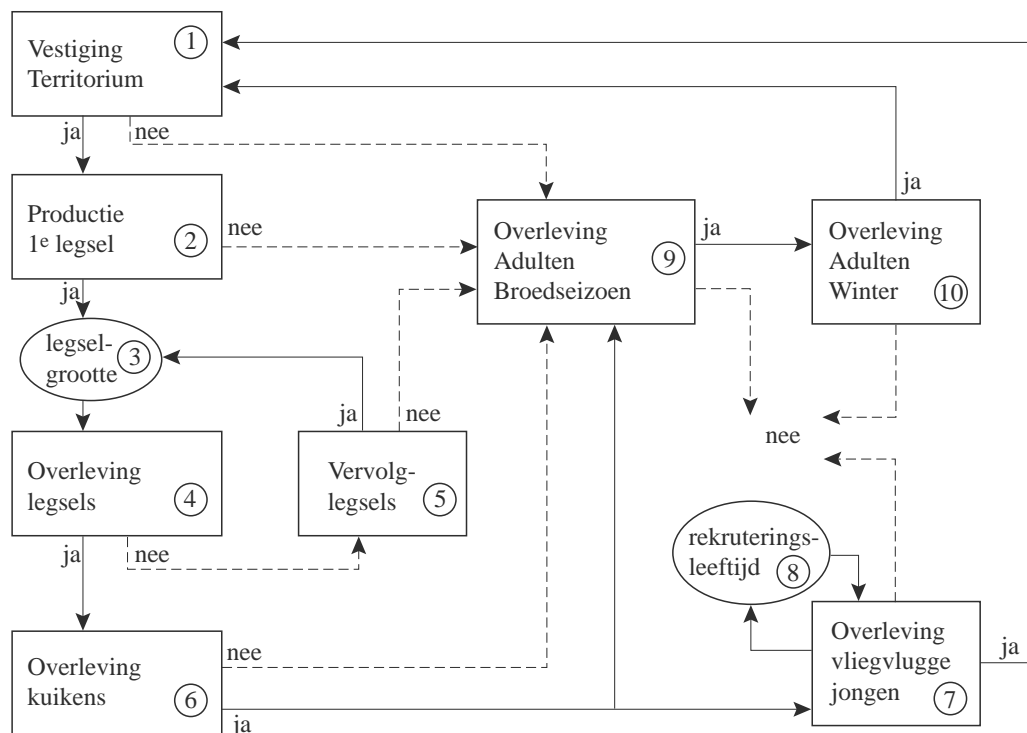 Vestiging
Territorium
1
ja
nee
Productie
1e legsel
2
nee
ja
legsel-
grootte
3
Overleving
legsels
4
ja
nee
Vervolg-
legsels
5
ja
nee
Overleving
kuikens
6
nee
ja
Overleving
Adulten
Broedseizoen
9
ja
Overleving
Adulten
Winter
10
ja
nee
rekruterings-
leeftijd
8
Overleving
vliegvlugge
jongen
7
ja